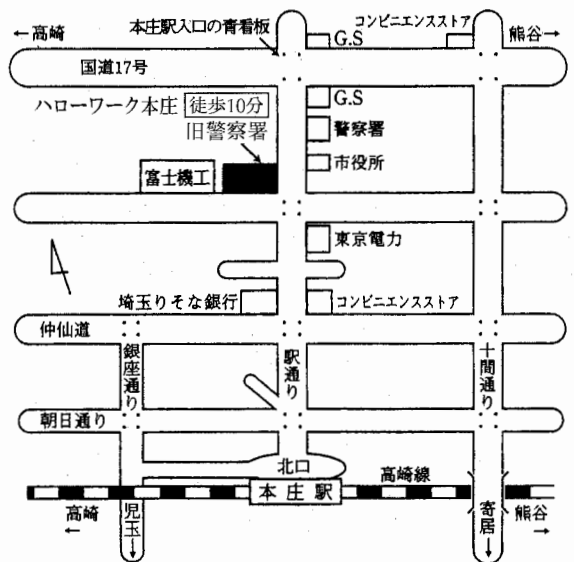 ←高崎
本庄駅入口の青看板
コンビニエンスストア
G.S
熊谷→
国道17号
ハローワーク本庄 徒歩10分
G.S
旧警察署
警察署
富士機工
市役所
東京電力
埼玉りそな銀行
コンビニエンスストア
仲仙道
銀座通り
駅通り
十間通り
朝日通り
北口
高崎線
本庄駅
高崎
←
児玉
↓
寄居
↓
熊谷
→